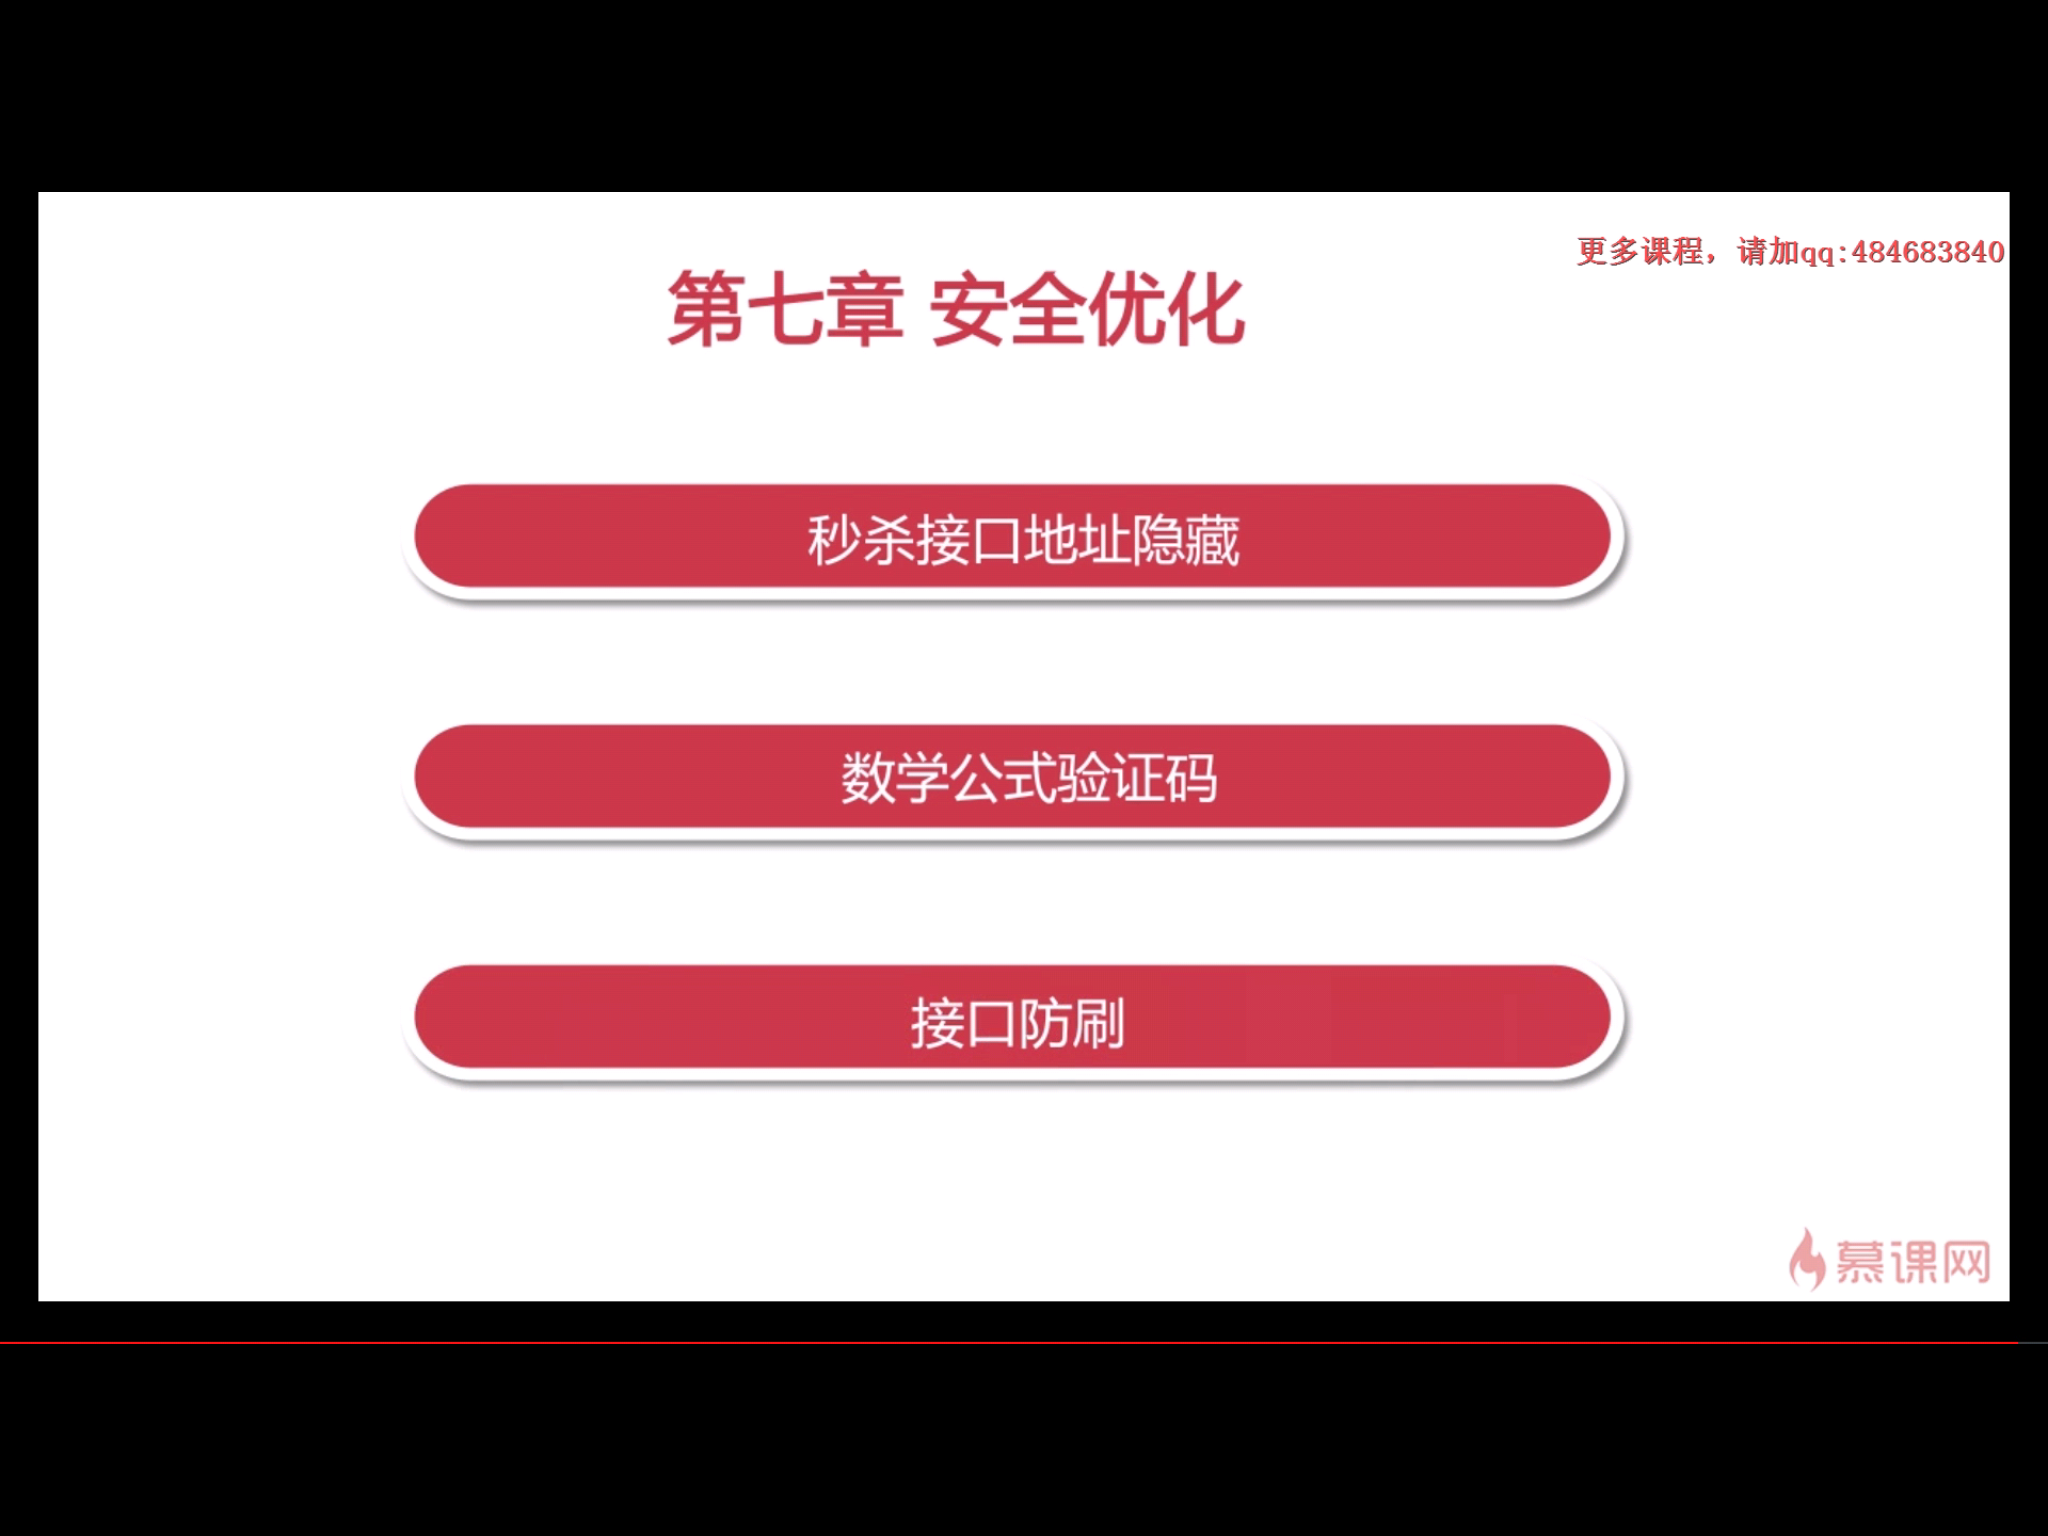 更多课程，请加qq:484683840
第七章 安全优化
秒杀接口地址隐藏
数学公式验证码
接口防刷
慕课网